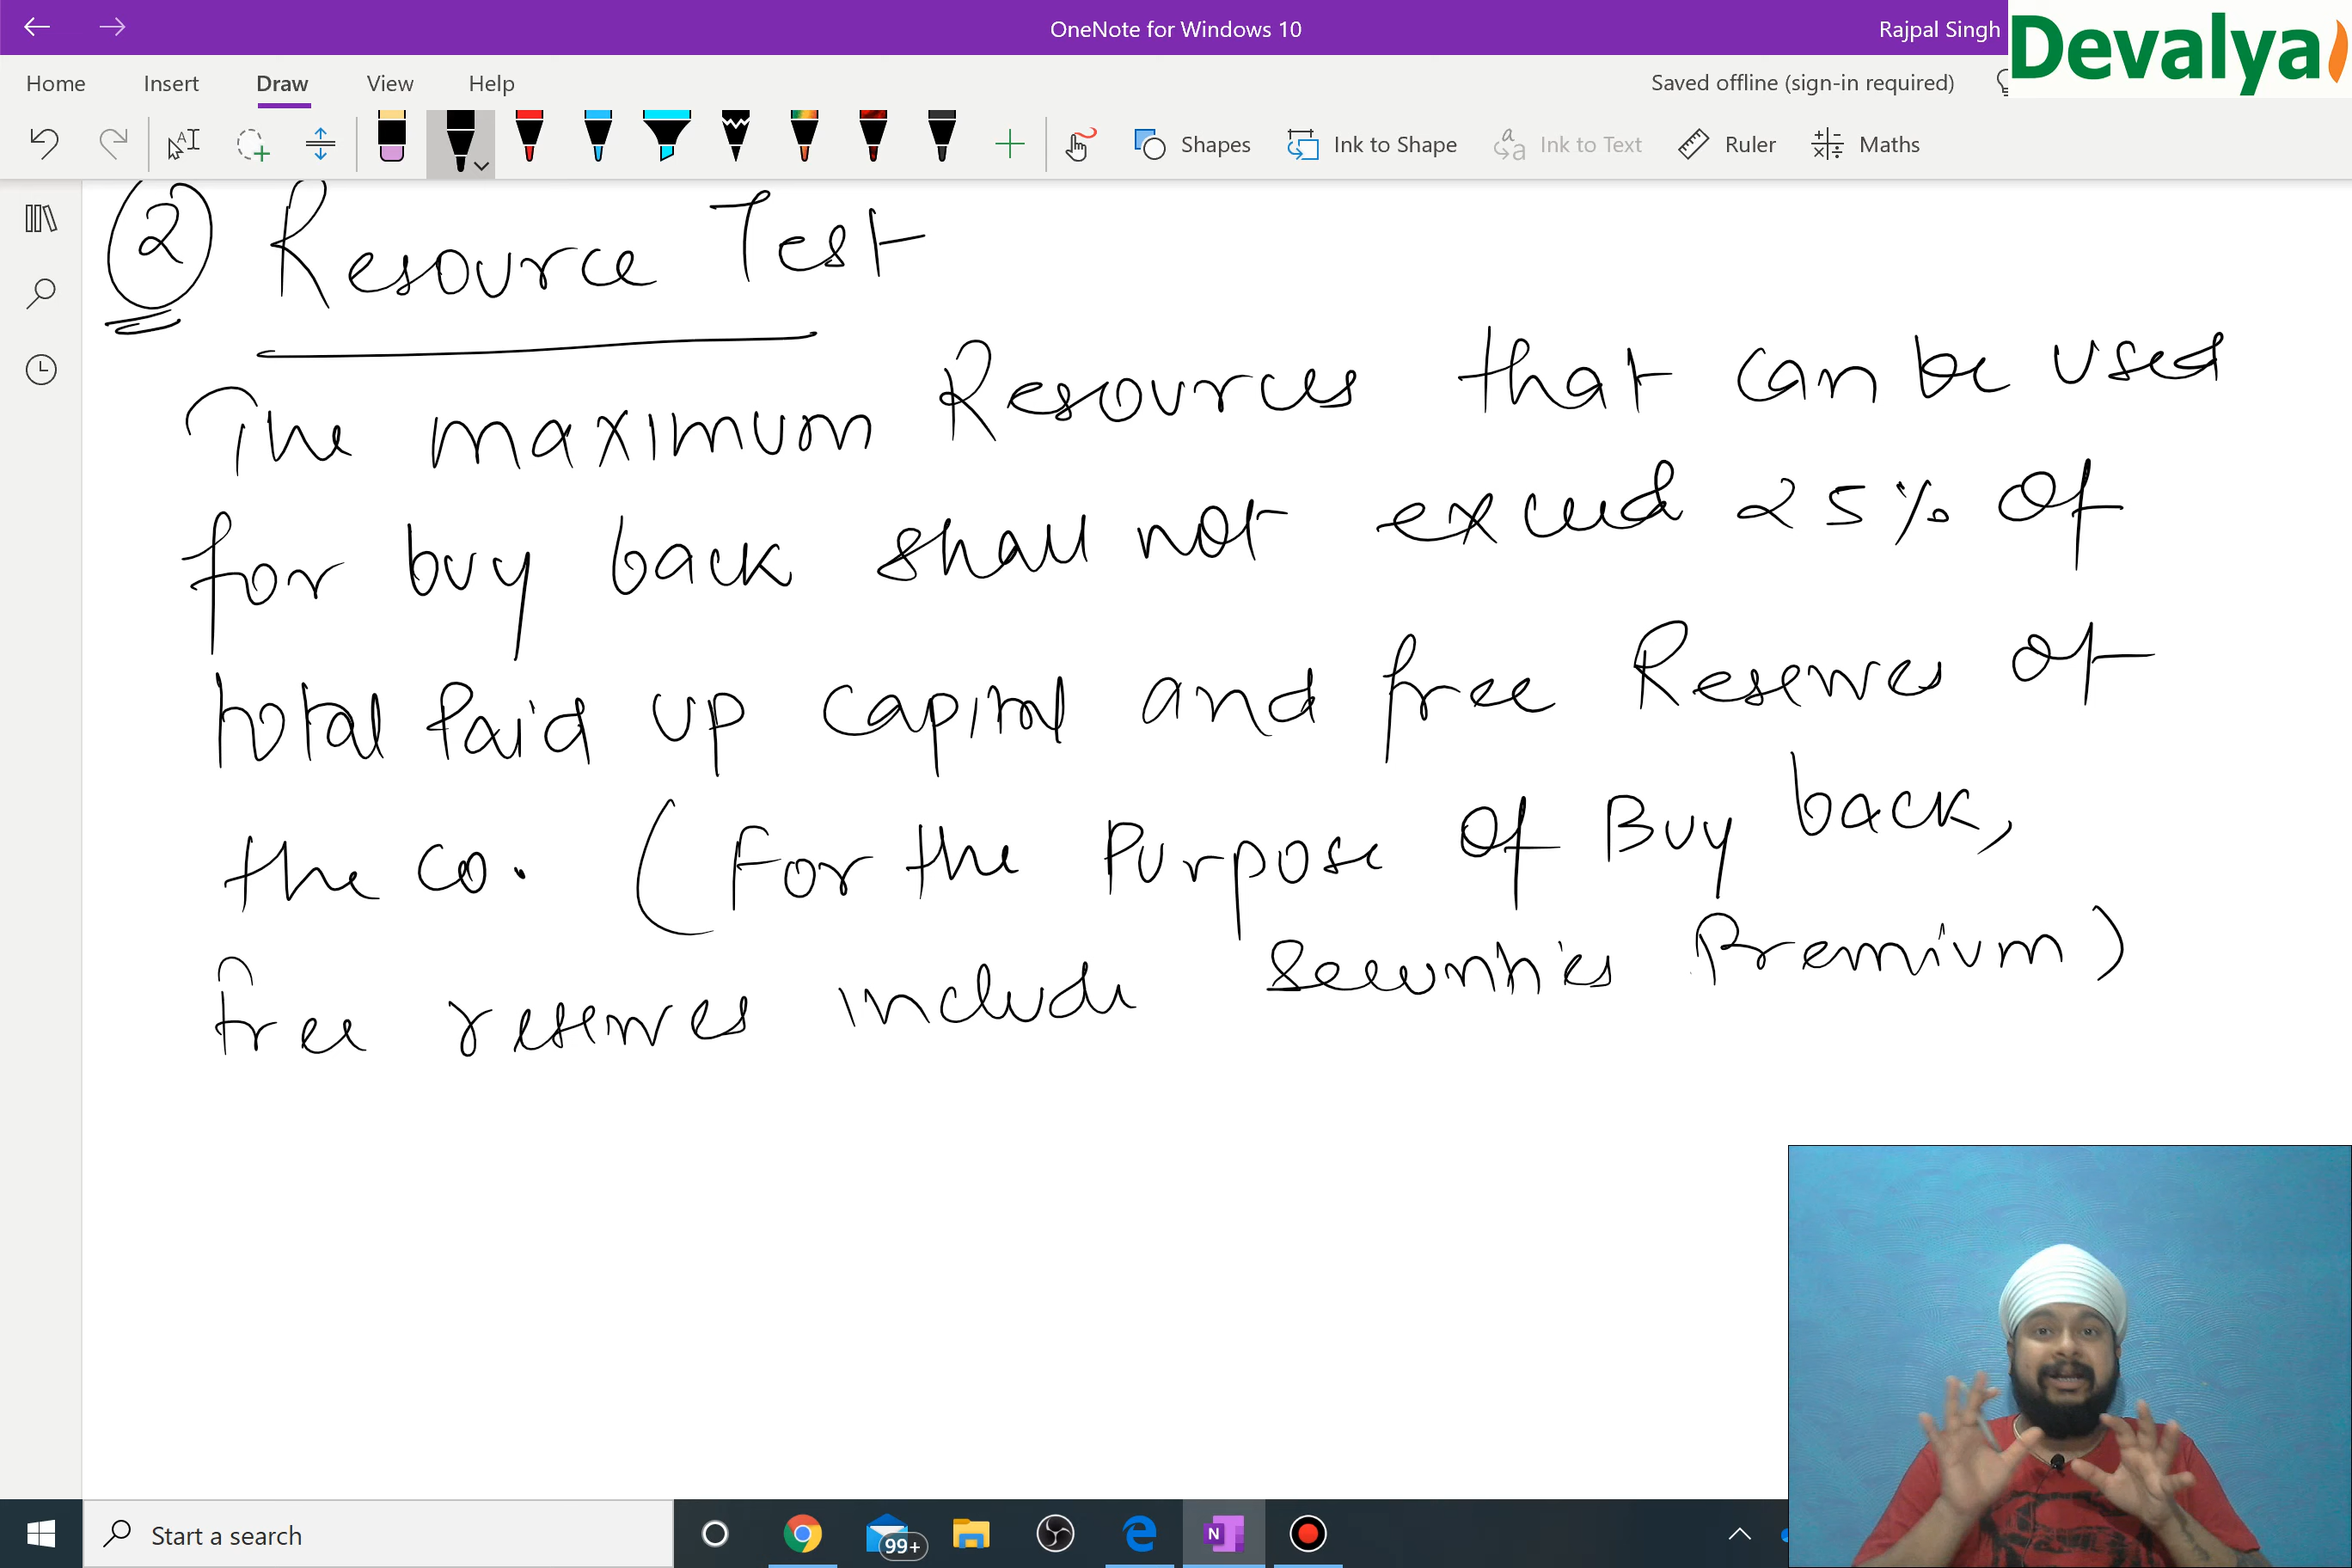 OneNote for Windows 10
Rajpal Singh
Devalya
Home Insert Draw View Help
Saved offline (sign-in required)
Shapes Ink to Shape Ink to Text Ruler Maths
2 Resource Test
The maximum Resources that can be used
for buy back shall not exceed 25% of
total Paid up capital and free Reserves of
the co. (For the Purpose of Buy back,
free reserves include Securities Premium)
Start a search
99+
N